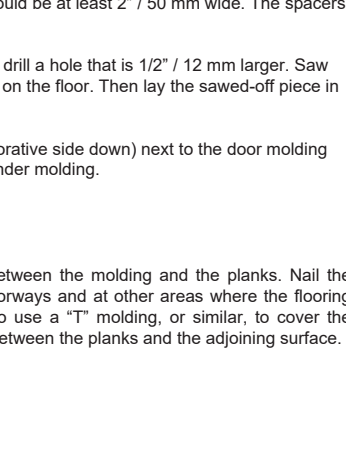 ould be at least 2” / 50 mm wide. The spacers
drill a hole that is 1/2” / 12 mm larger. Saw
on the floor. Then lay the sawed-off piece in
orative side down) next to the door molding
nder molding.
etween the molding and the planks. Nail the
orways and at other areas where the flooring
o use a “T” molding, or similar, to cover the
etween the planks and the adjoining surface.